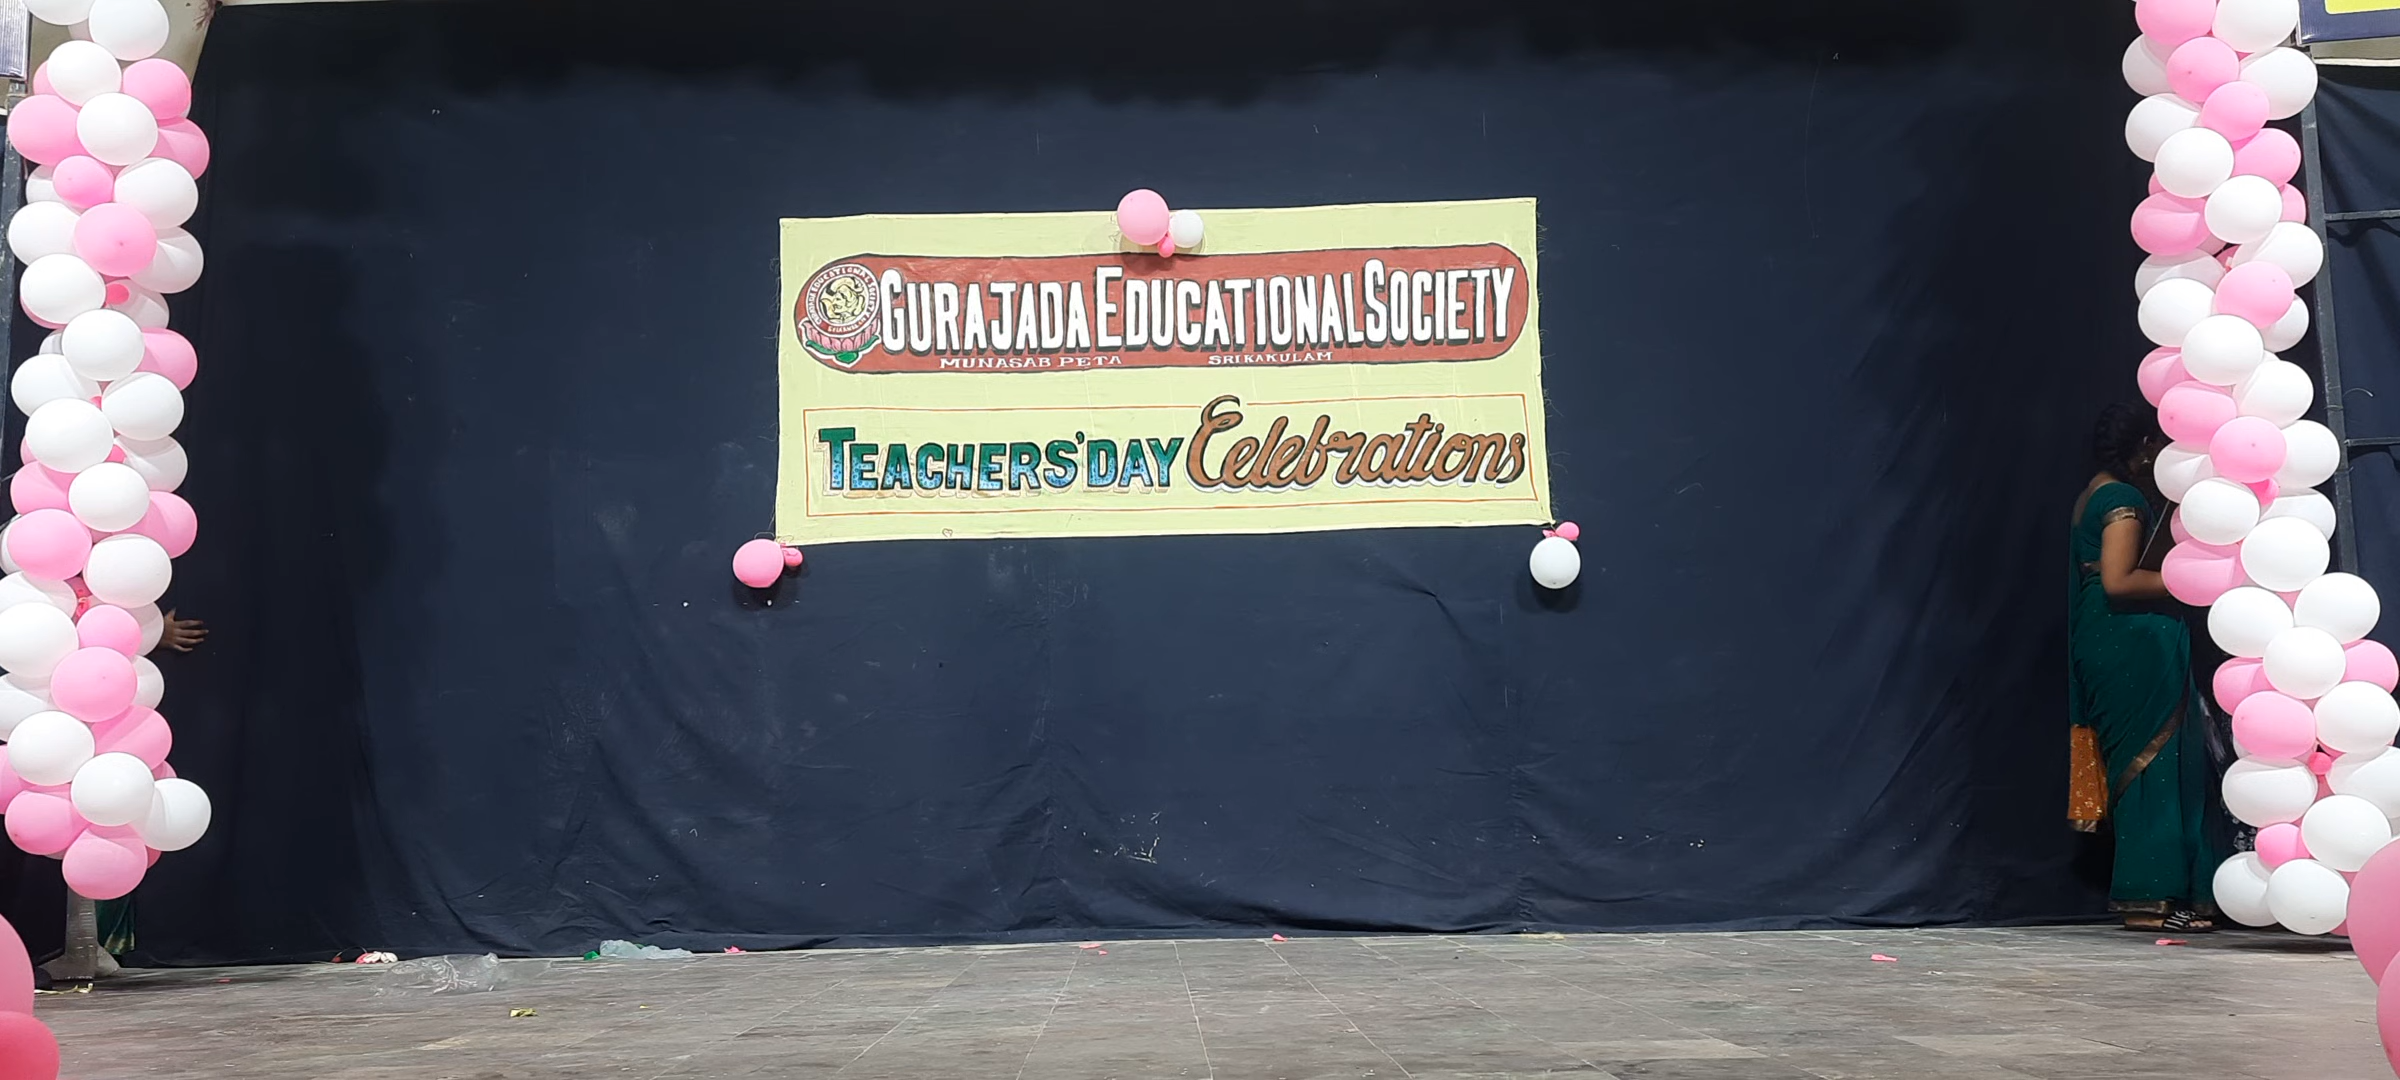 GURAJADA EDUCATIONAL SOCIETY
MUNASAB PETA SRIKAKULAM
TEACHERS' DAY Celebrations